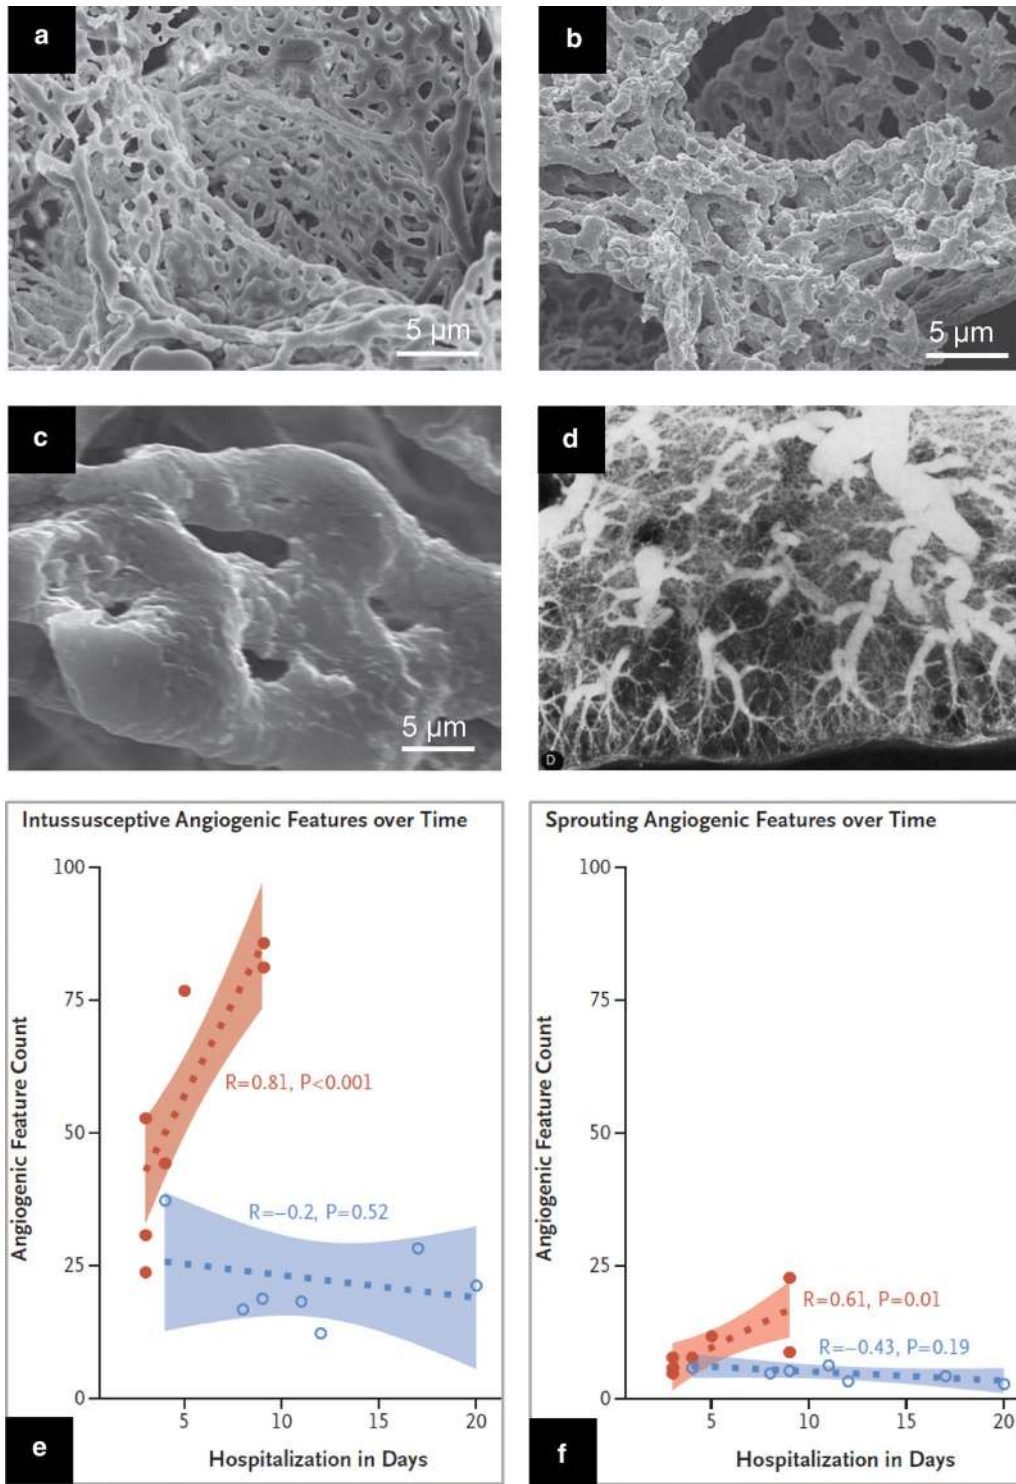 a
b
5 µm
5 µm
c
d
5 µm
D
Intussusceptive Angiogenic Features over Time
100
75
50
25
0
Angiogenic Feature Count
R=0.81, P<0.001
R=−0.2, P=0.52
5
10
15
20
Hospitalization in Days
e
Sprouting Angiogenic Features over Time
100
75
50
25
0
Angiogenic Feature Count
R=0.61, P=0.01
R=−0.43, P=0.19
5
10
15
20
Hospitalization in Days
f